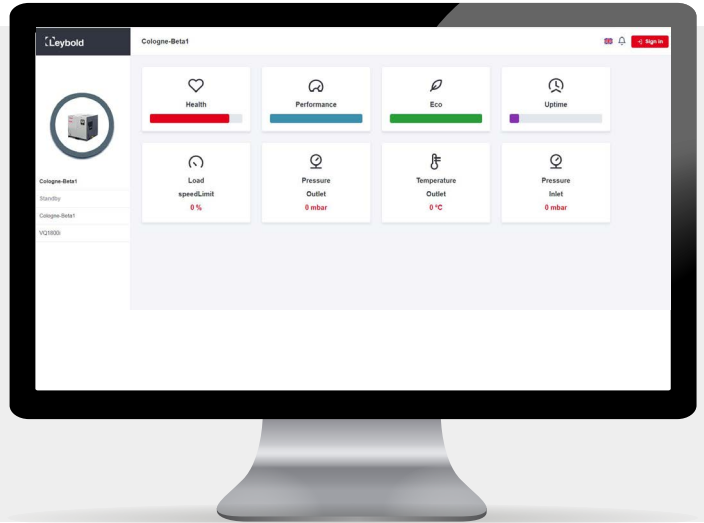 Leybold
Cologne-Beta1
Sign in
Health
Performance
Eco
Uptime
Load
speedLimit
0 %
Pressure
Outlet
0 mbar
Temperature
Outlet
0 °C
Pressure
Inlet
0 mbar
Cologne-Beta1
Standby
Cologne-Beta1
VQ1800i